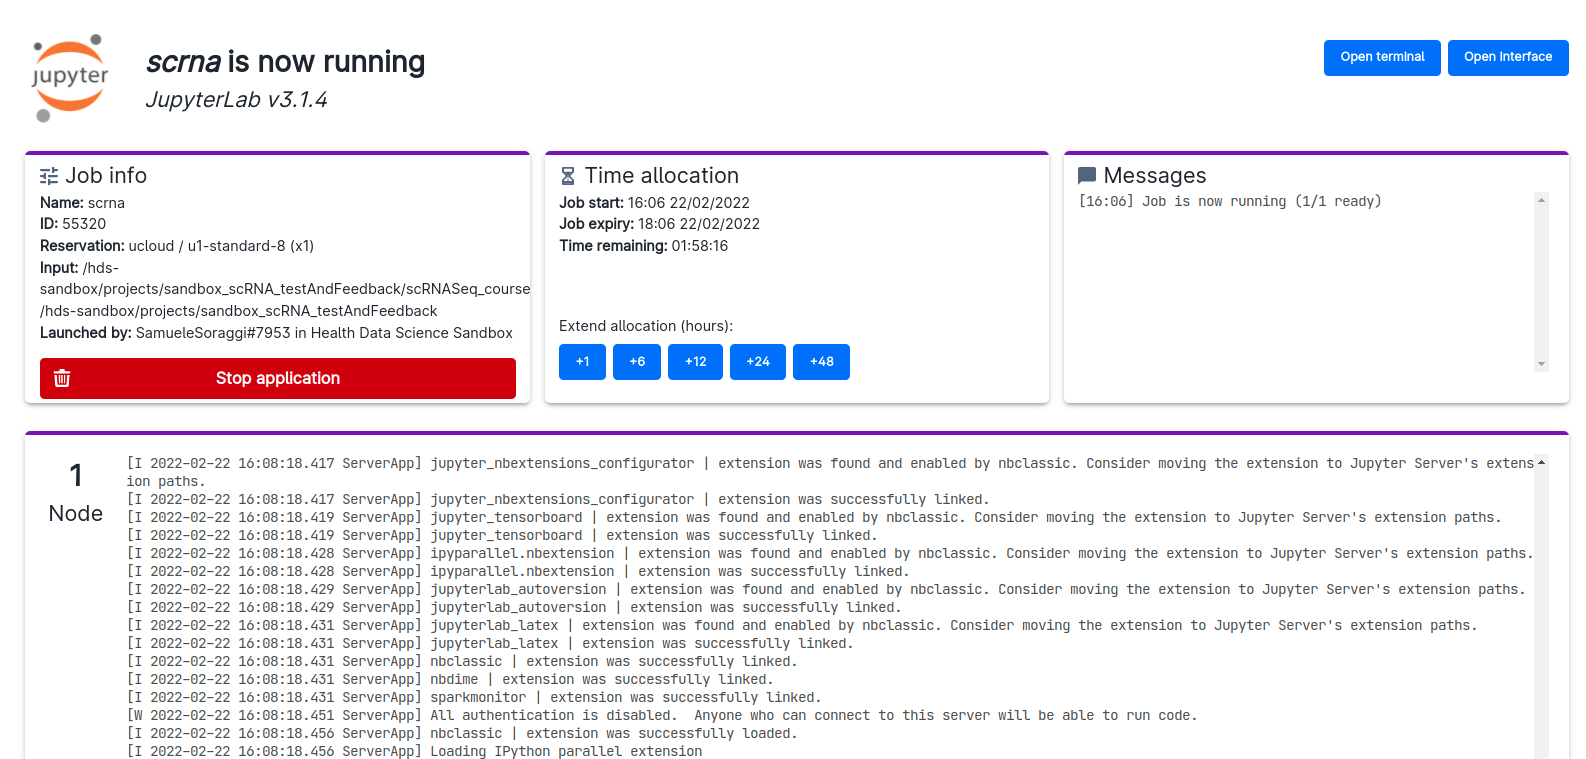 jupyter
scrna is now running
JupyterLab v3.1.4
Open terminal
Open interface
Job info
Name: scrna
ID: 55320
Reservation: ucloud / u1-standard-8 (x1)
Input: /hds-
sandbox/projects/sandbox_scRNA_testAndFeedback/scRNASeq_course
/hds-sandbox/projects/sandbox_scRNA_testAndFeedback
Launched by: SamueleSoraggi#7953 in Health Data Science Sandbox
Stop application
Time allocation
Job start: 16:06 22/02/2022
Job expiry: 18:06 22/02/2022
Time remaining: 01:58:16
Extend allocation (hours):
+1 +6 +12 +24 +48
Messages
[16:06] Job is now running (1/1 ready)
1
Node
[I 2022-02-22 16:08:18.417 ServerApp] jupyter_nbextensions_configurator | extension was found and enabled by nbclassic. Consider moving the extension to Jupyter Server's extens
ion paths.
[I 2022-02-22 16:08:18.417 ServerApp] jupyter_nbextensions_configurator | extension was successfully linked.
[I 2022-02-22 16:08:18.419 ServerApp] jupyter_tensorboard | extension was found and enabled by nbclassic. Consider moving the extension to Jupyter Server's extension paths.
[I 2022-02-22 16:08:18.419 ServerApp] jupyter_tensorboard | extension was successfully linked.
[I 2022-02-22 16:08:18.428 ServerApp] ipyparallel.nbextension | extension was found and enabled by nbclassic. Consider moving the extension to Jupyter Server's extension paths.
[I 2022-02-22 16:08:18.428 ServerApp] ipyparallel.nbextension | extension was successfully linked.
[I 2022-02-22 16:08:18.429 ServerApp] jupyterlab_autoversion | extension was found and enabled by nbclassic. Consider moving the extension to Jupyter Server's extension paths.
[I 2022-02-22 16:08:18.429 ServerApp] jupyterlab_autoversion | extension was successfully linked.
[I 2022-02-22 16:08:18.431 ServerApp] jupyterlab_latex | extension was found and enabled by nbclassic. Consider moving the extension to Jupyter Server's extension paths.
[I 2022-02-22 16:08:18.431 ServerApp] jupyterlab_latex | extension was successfully linked.
[I 2022-02-22 16:08:18.431 ServerApp] nbclassic | extension was successfully linked.
[I 2022-02-22 16:08:18.431 ServerApp] nbdime | extension was successfully linked.
[I 2022-02-22 16:08:18.431 ServerApp] sparkmonitor | extension was successfully linked.
[W 2022-02-22 16:08:18.451 ServerApp] All authentication is disabled.  Anyone who can connect to this server will be able to run code.
[I 2022-02-22 16:08:18.456 ServerApp] nbclassic | extension was successfully loaded.
[I 2022-02-22 16:08:18.456 ServerApp] Loading IPython parallel extension